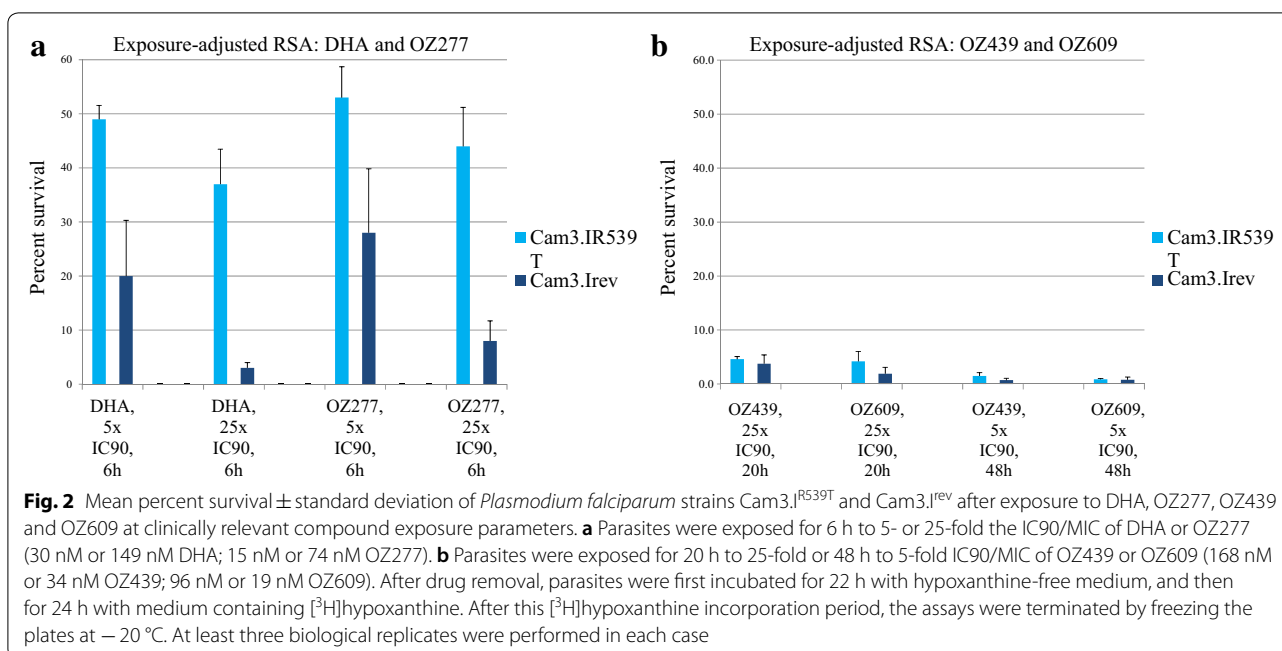 a
Exposure-adjusted RSA: DHA and OZ277
Percent survival
60
50
40
30
20
10
0
DHA,
5x
IC90,
6h
DHA,
25x
IC90,
6h
OZ277,
5x
IC90,
6h
OZ277,
25x
IC90,
6h
Cam3.IR539
T
Cam3.Irev
b
Exposure-adjusted RSA: OZ439 and OZ609
Percent survival
60.0
50.0
40.0
30.0
20.0
10.0
0.0
OZ439,
25x
IC90,
20h
OZ609,
25x
IC90,
20h
OZ439,
5x
IC90,
48h
OZ609,
5x
IC90,
48h
Cam3.IR539
T
Cam3.Irev
Fig. 2 Mean percent survival ± standard deviation of Plasmodium falciparum strains Cam3.I^R539T and Cam3.I^rev after exposure to DHA, OZ277, OZ439
and OZ609 at clinically relevant compound exposure parameters. a Parasites were exposed for 6 h to 5- or 25-fold the IC90/MIC of DHA or OZ277
(30 nM or 149 nM DHA; 15 nM or 74 nM OZ277). b Parasites were exposed for 20 h to 25-fold or 48 h to 5-fold IC90/MIC of OZ439 or OZ609 (168 nM
or 34 nM OZ439; 96 nM or 19 nM OZ609). After drug removal, parasites were first incubated for 22 h with hypoxanthine-free medium, and then
for 24 h with medium containing [³H]hypoxanthine. After this [³H]hypoxanthine incorporation period, the assays were terminated by freezing the
plates at − 20 °C. At least three biological replicates were performed in each case